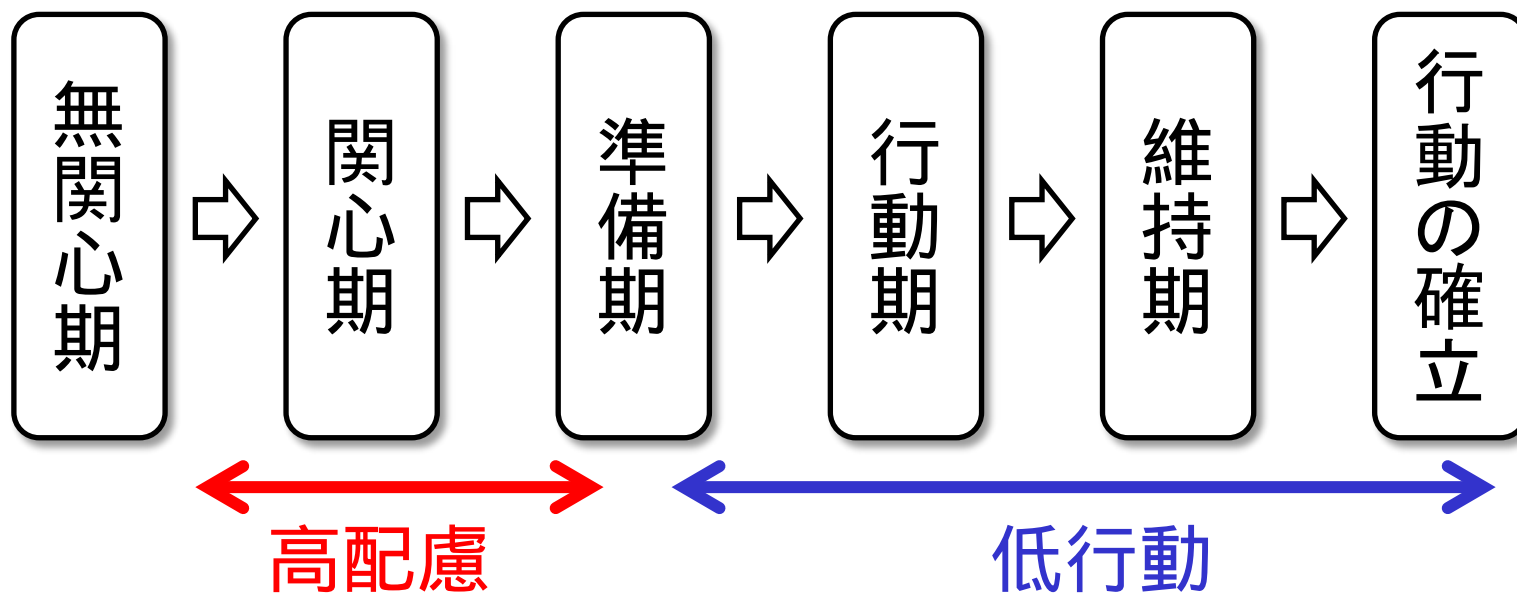 無関心期
関心期
準備期
行動期
維持期
行動の確立
高配慮
低行動